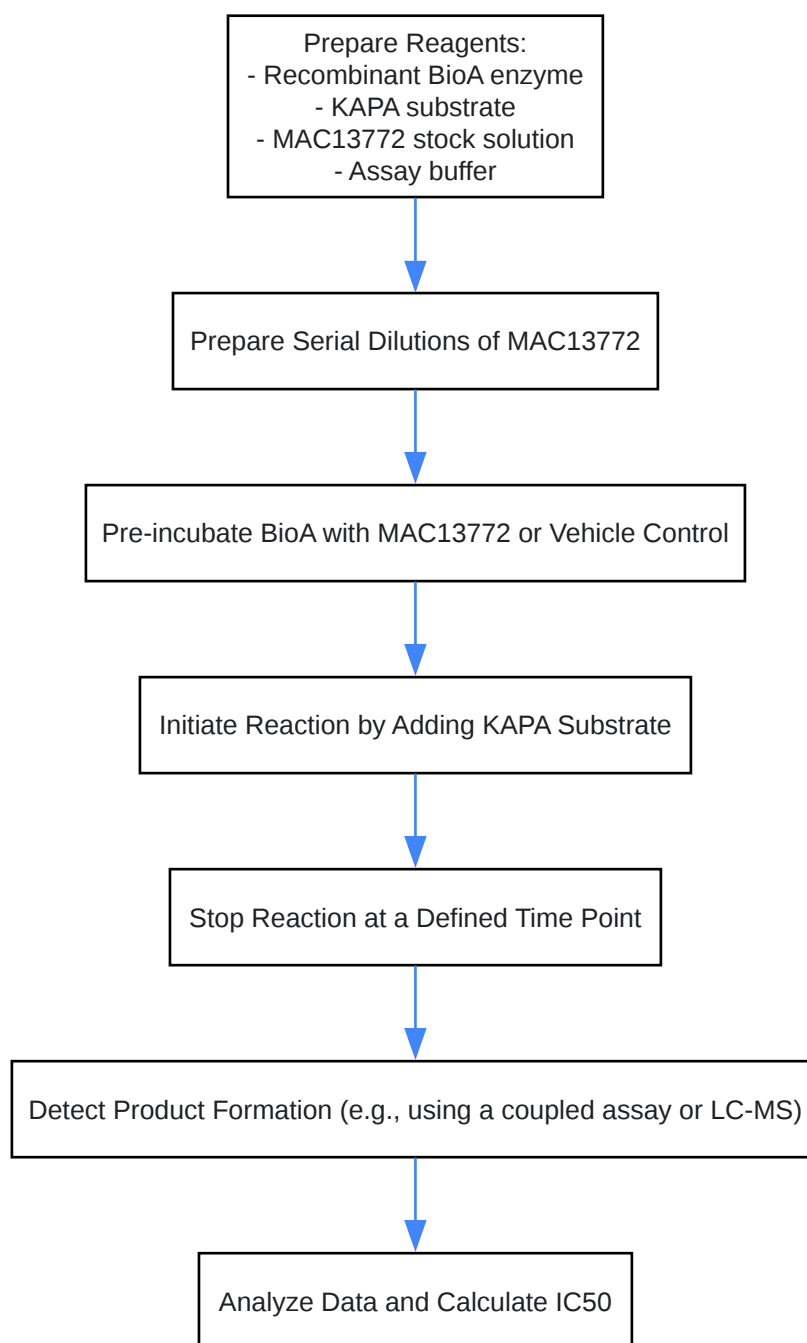 Prepare Reagents:
- Recombinant BioA enzyme
- KAPA substrate
- MAC13772 stock solution
- Assay buffer
Prepare Serial Dilutions of MAC13772
Pre-incubate BioA with MAC13772 or Vehicle Control
Initiate Reaction by Adding KAPA Substrate
Stop Reaction at a Defined Time Point
Detect Product Formation (e.g., using a coupled assay or LC-MS)
Analyze Data and Calculate IC50